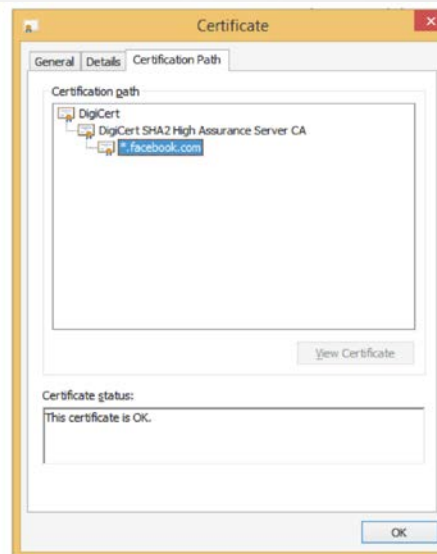 Certificate
General Details Certification Path
Certification path
DigiCert
DigiCert SHA2 High Assurance Server CA
*.facebook.com
View Certificate
Certificate status:
This certificate is OK.
OK